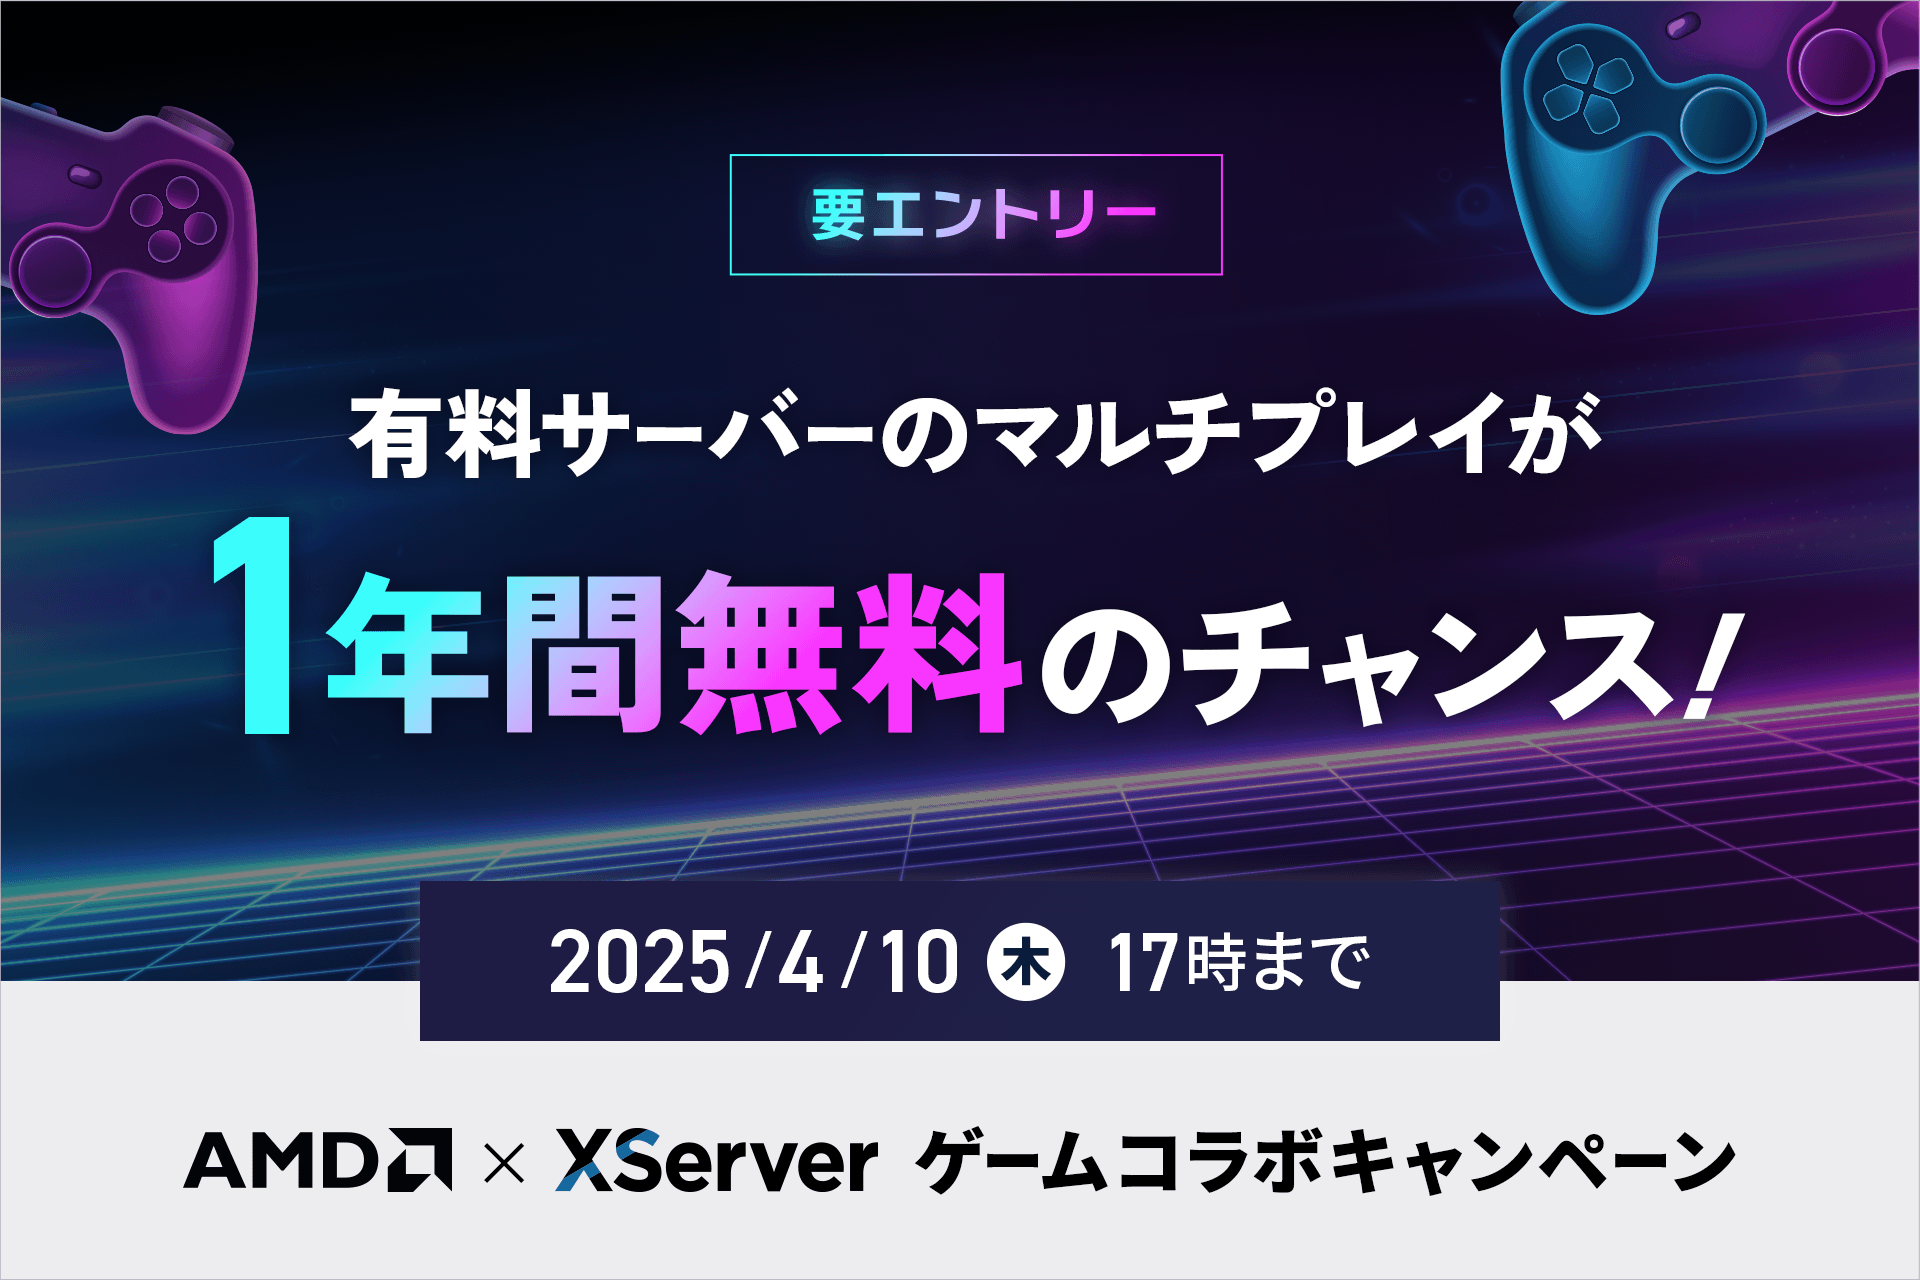 要エントリー
有料サーバーのマルチプレイが
1年間無料のチャンス!
2025/4/10 木 17時まで
AMD × XServer ゲームコラボキャンペーン